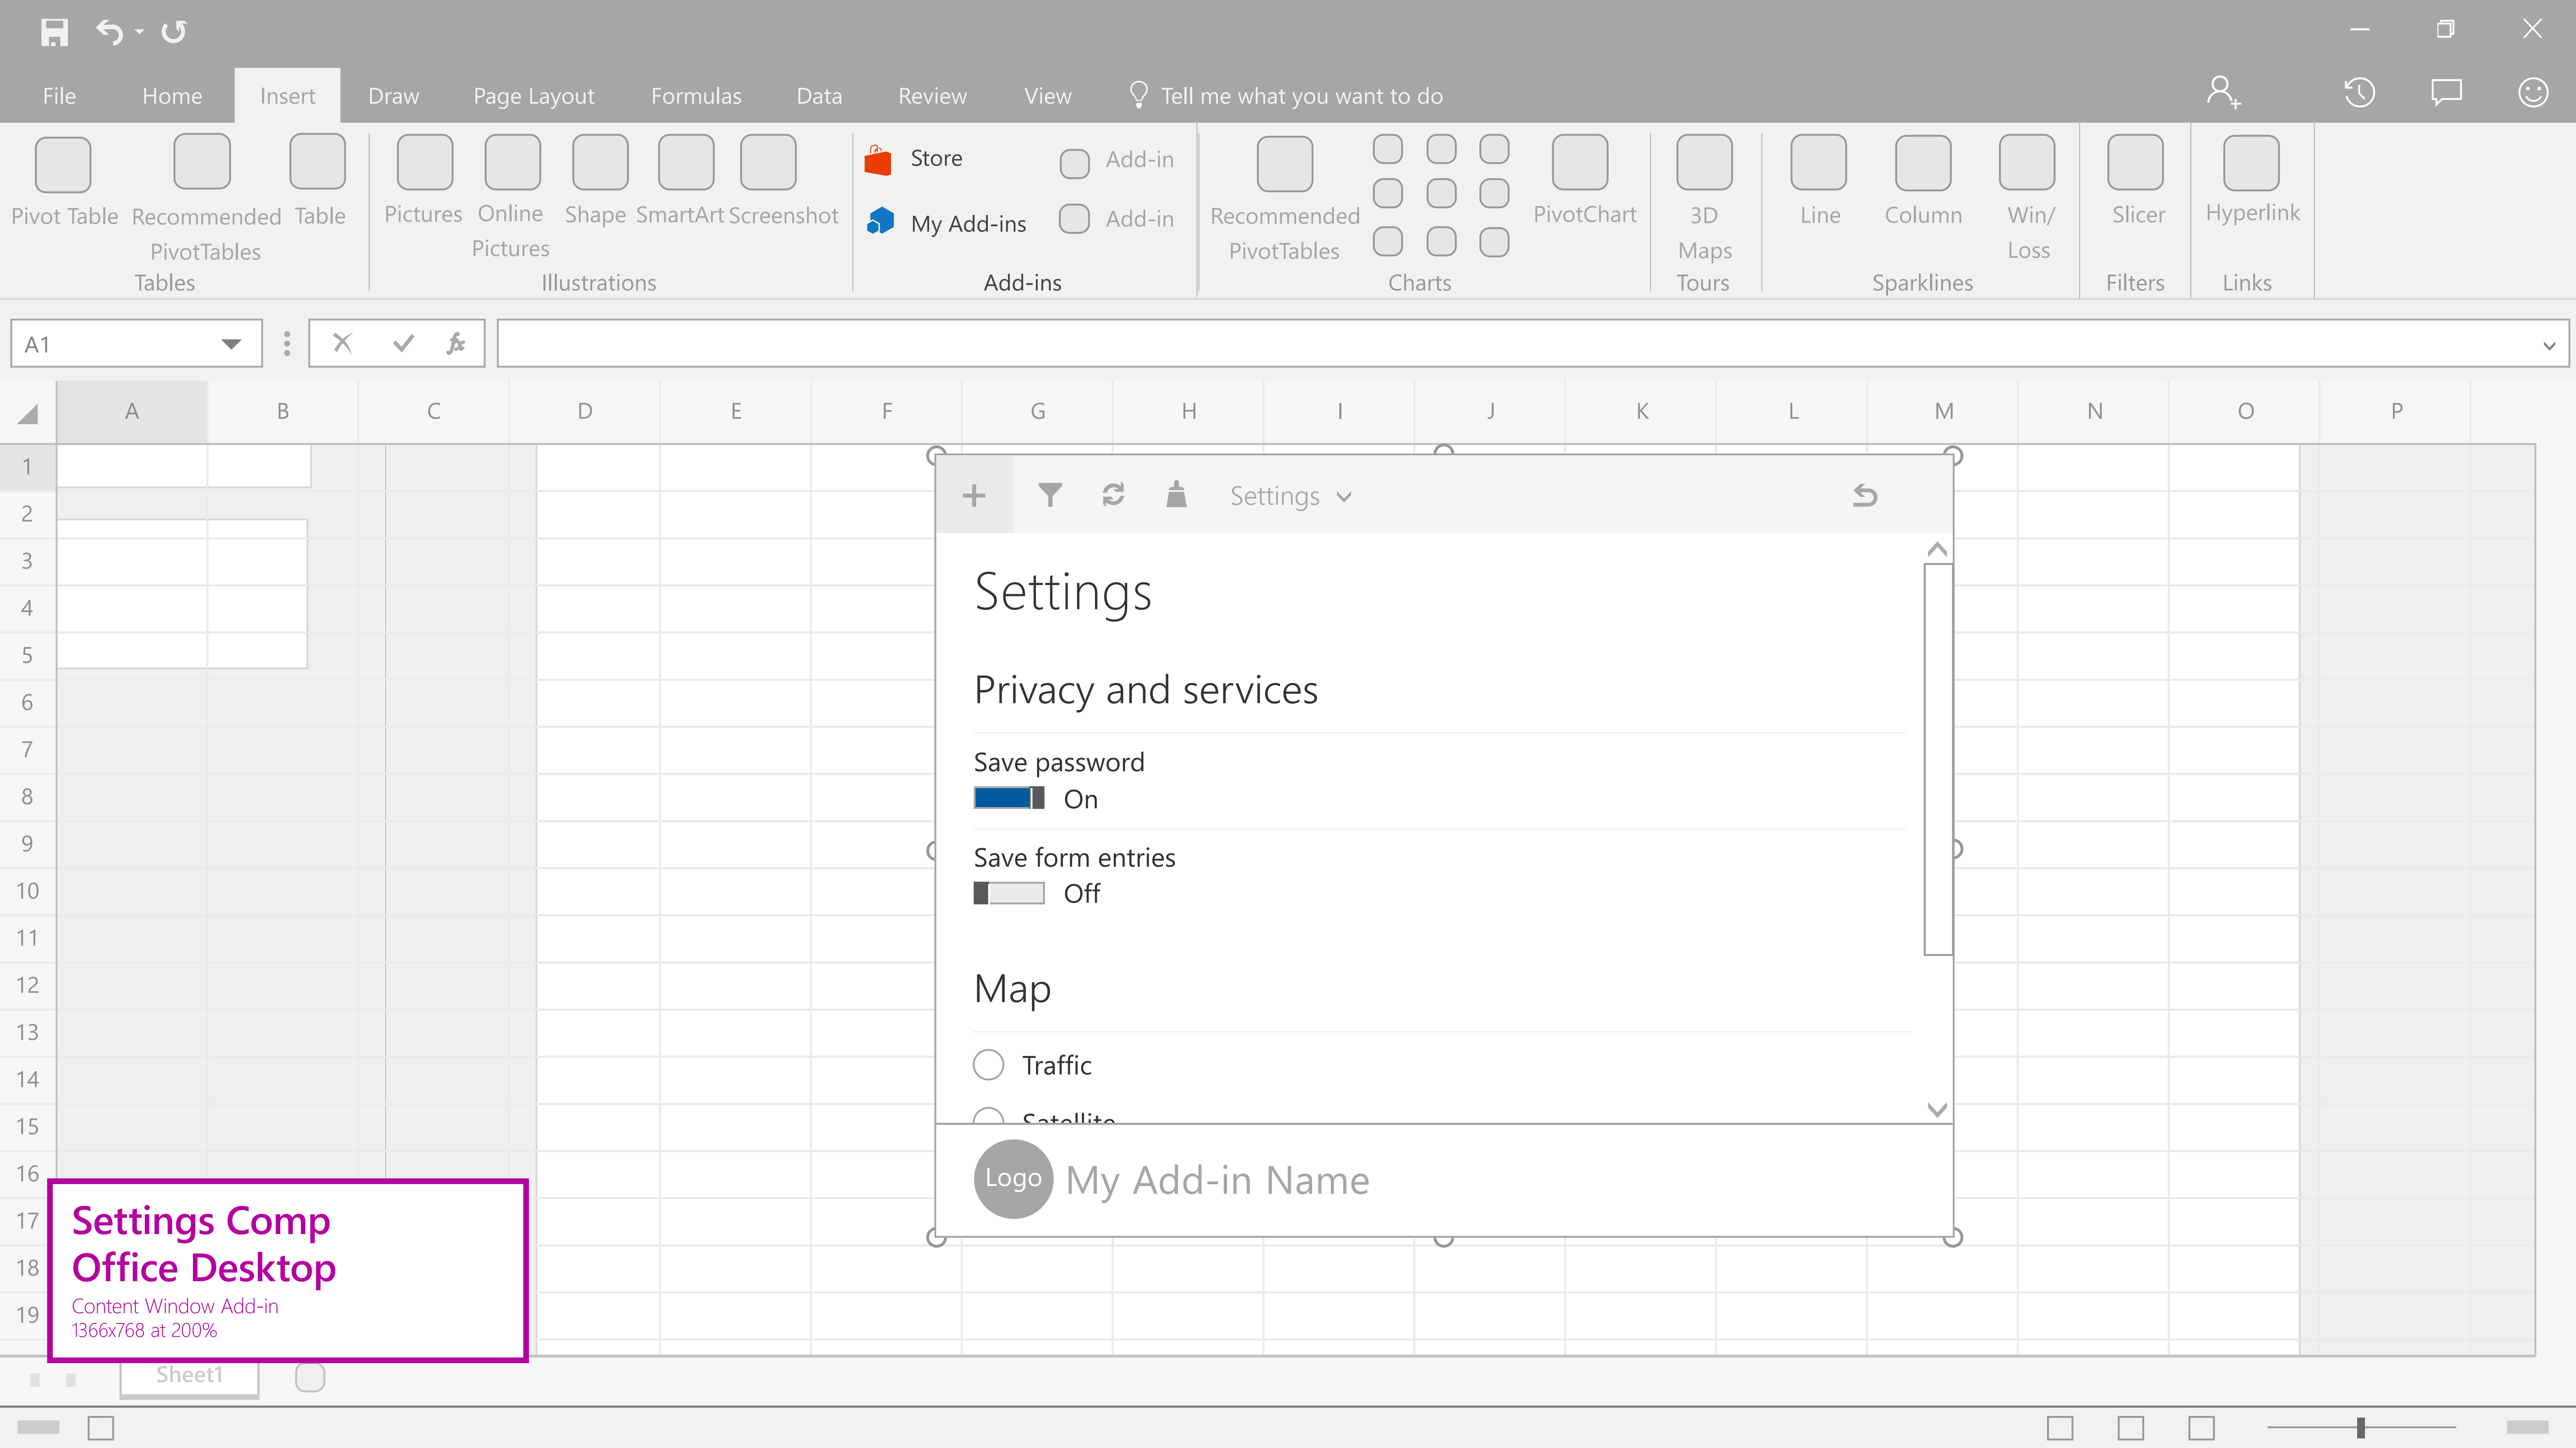 File Home Insert Draw Page Layout Formulas Data Review View Tell me what you want to do
Pivot Table
Recommended
PivotTables
Table
Tables
Pictures
Online
Pictures
Shape
SmartArt
Screenshot
Illustrations
Store
My Add-ins
Add-in
Add-in
Add-ins
Recommended
PivotTables
PivotChart
Charts
3D
Maps
Tours
Line
Column
Win/
Loss
Sparklines
Slicer
Filters
Hyperlink
Links
A1
fx
A B C D E F G H I J K L M N O P
1
2
3
4
5
6
7
8
9
10
11
12
13
14
15
16
17
18
19
Settings
Settings
Privacy and services
Save password
On
Save form entries
Off
Map
Traffic
Satellite
Logo
My Add-in Name
Settings Comp
Office Desktop
Content Window Add-in
1366x768 at 200%
Sheet1